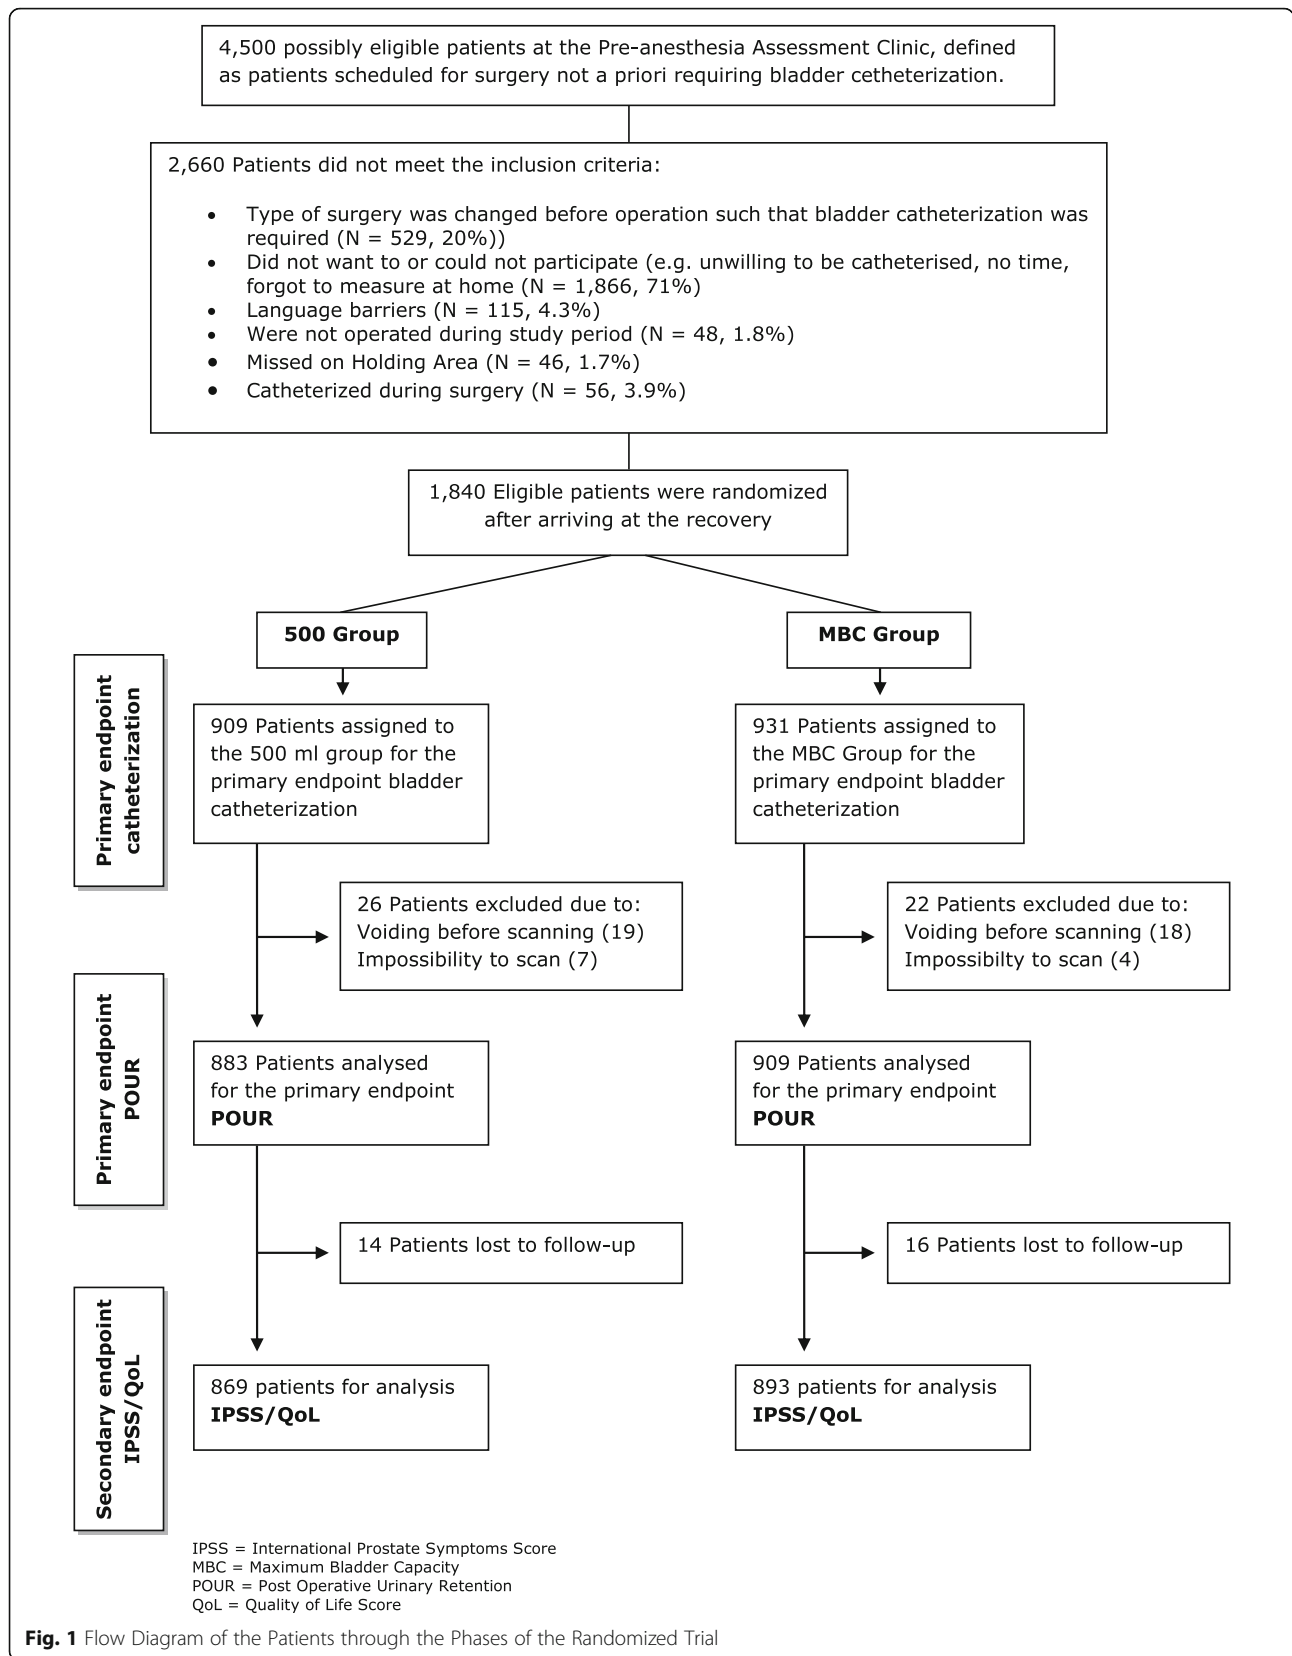 4,500 possibly eligible patients at the Pre-anesthesia Assessment Clinic, defined
as patients scheduled for surgery not a priori requiring bladder cetheterization.
2,660 Patients did not meet the inclusion criteria:
• Type of surgery was changed before operation such that bladder catheterization was
required (N = 529, 20%))
• Did not want to or could not participate (e.g. unwilling to be catheterised, no time,
forgot to measure at home (N = 1,866, 71%)
• Language barriers (N = 115, 4.3%)
• Were not operated during study period (N = 48, 1.8%)
• Missed on Holding Area (N = 46, 1.7%)
• Catheterized during surgery (N = 56, 3.9%)
1,840 Eligible patients were randomized
after arriving at the recovery
500 Group
MBC Group
Primary endpoint
catheterization
909 Patients assigned to
the 500 ml group for the
primary endpoint bladder
catheterization
931 Patients assigned to
the MBC Group for the
primary endpoint bladder
catheterization
26 Patients excluded due to:
Voiding before scanning (19)
Impossibility to scan (7)
22 Patients excluded due to:
Voiding before scanning (18)
Impossibilty to scan (4)
Primary endpoint
POUR
883 Patients analysed
for the primary endpoint
POUR
909 Patients analysed
for the primary endpoint
POUR
14 Patients lost to follow-up
16 Patients lost to follow-up
Secondary endpoint
IPSS/QoL
869 patients for analysis
IPSS/QoL
893 patients for analysis
IPSS/QoL
IPSS = International Prostate Symptoms Score
MBC = Maximum Bladder Capacity
POUR = Post Operative Urinary Retention
QoL = Quality of Life Score
Fig. 1 Flow Diagram of the Patients through the Phases of the Randomized Trial